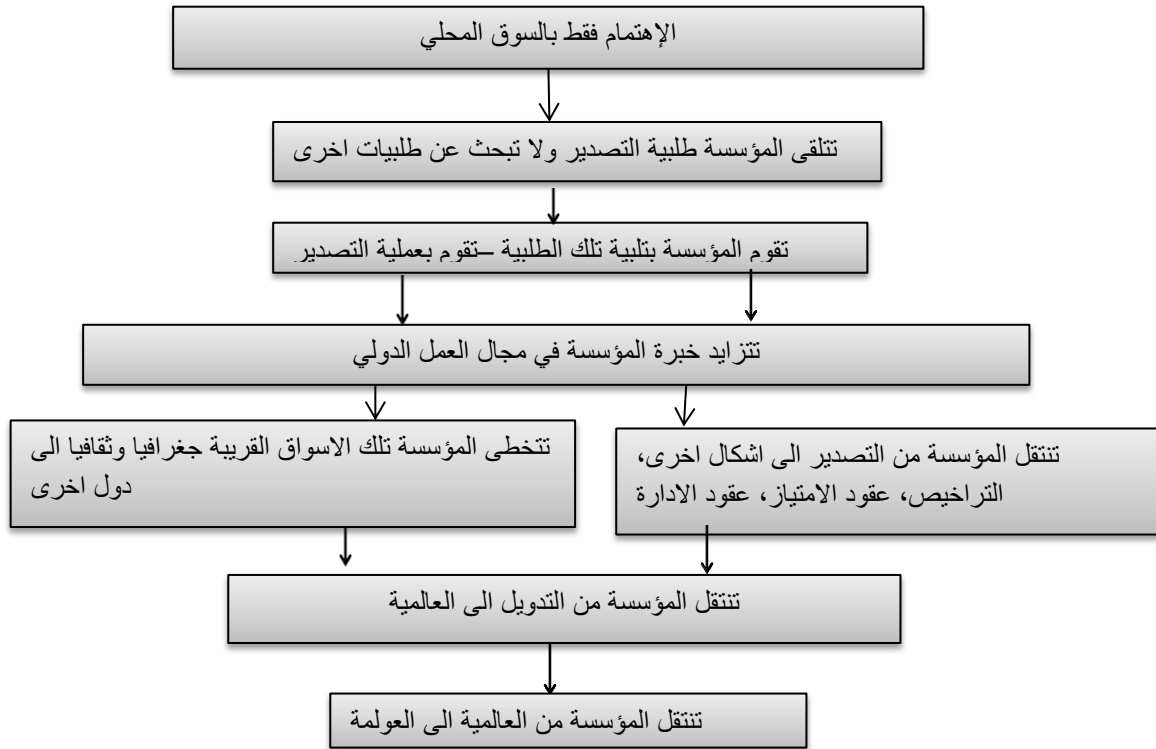 الإهتمام فقط بالسوق المحلي
تتلقى المؤسسة طلبية التصدير ولا تبحث عن طلبيات اخرى
تقوم المؤسسة بتلبية تلك الطلبية –تقوم بعملية التصدير
تتزايد خبرة المؤسسة في مجال العمل الدولي
تنتقل المؤسسة من التصدير الى اشكال اخرى،
التراخيص، عقود الامتياز، عقود الادارة
تتخطى المؤسسة تلك الاسواق القريبة جغرافيا وثقافيا الى
دول اخرى
تنتقل المؤسسة من التدويل الى العالمية
تنتقل المؤسسة من العالمية الى العولمة